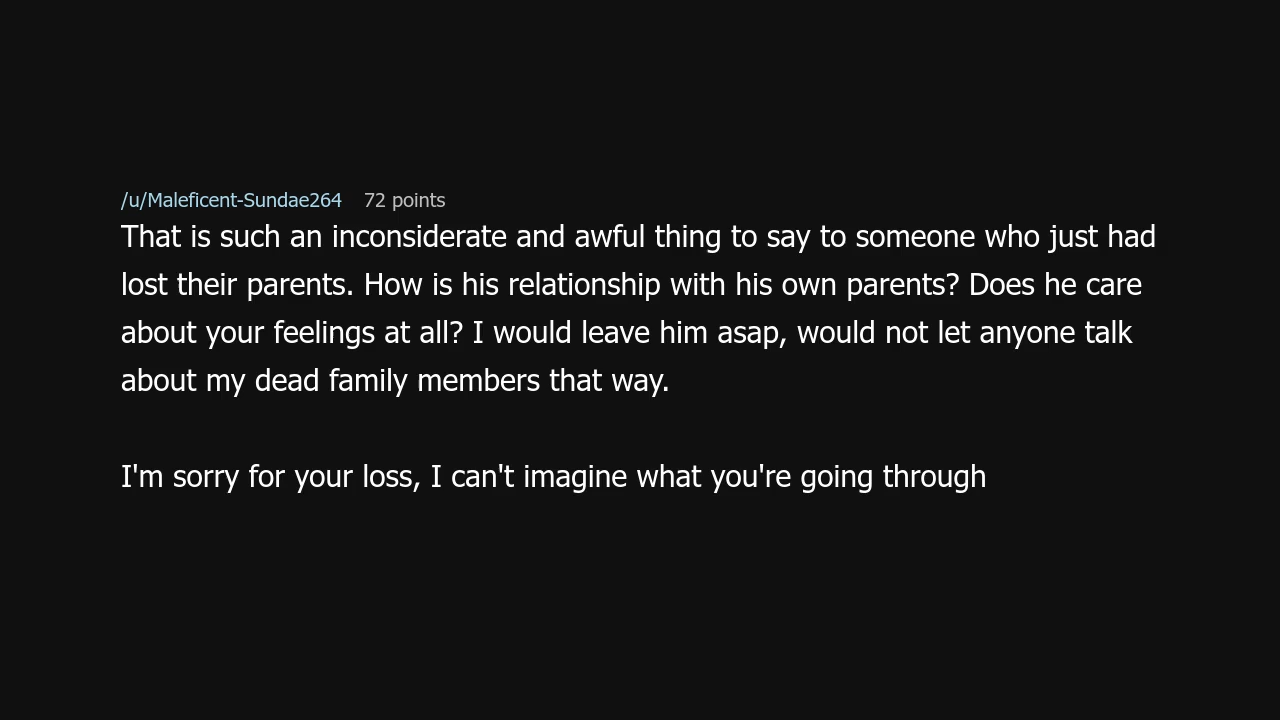 /u/Maleficent-Sundae264 72 points
That is such an inconsiderate and awful thing to say to someone who just had
lost their parents. How is his relationship with his own parents? Does he care
about your feelings at all? I would leave him asap, would not let anyone talk
about my dead family members that way.
I'm sorry for your loss, I can't imagine what you're going through